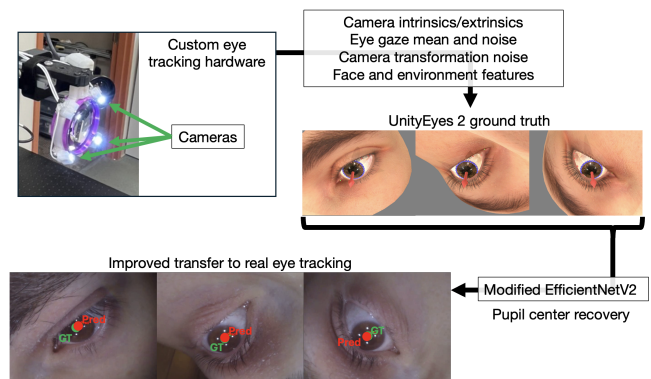 Custom eye
tracking hardware
Cameras
Camera intrinsics/extrinsics
Eye gaze mean and noise
Camera transformation noise
Face and environment features
UnityEyes 2 ground truth
Modified EfficientNetV2
Pupil center recovery
Improved transfer to real eye tracking
Pred
GT
Pred
GT
GT
Pred